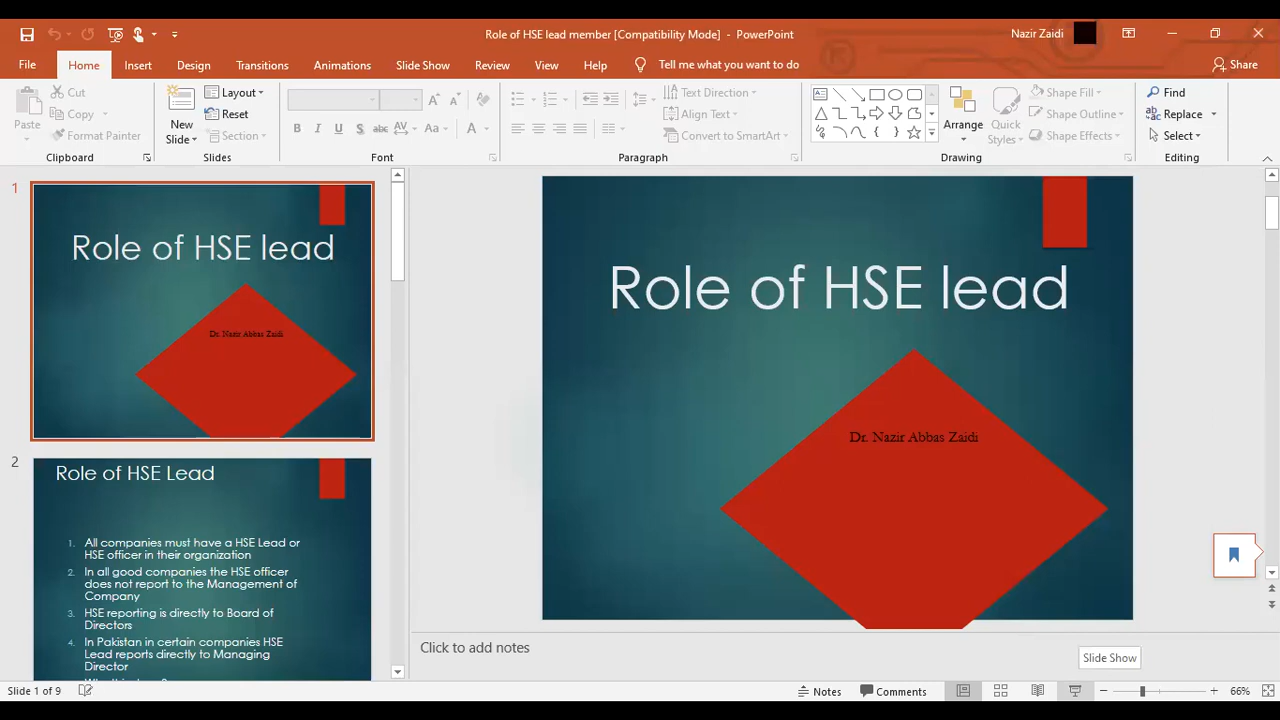 Role of HSE lead member [Compatibility Mode] - PowerPoint
Nazir Zaidi
File Home Insert Design Transitions Animations Slide Show Review View Help Tell me what you want to do Share
Paste
Cut
Copy
Format Painter
Clipboard
New Slide
Layout
Reset
Section
Slides
B I U S abc AV Aa A
Font
Text Direction
Align Text
Convert to SmartArt
Paragraph
Arrange
Quick Styles
Shape Fill
Shape Outline
Shape Effects
Drawing
Find
Replace
Select
Editing
1
Role of HSE lead
Dr. Nazir Abbas Zaidi
2
Role of HSE Lead
1. All companies must have a HSE Lead or
HSE officer in their organization
2. In all good companies the HSE officer
does not report to the Management of
Company
3. HSE reporting is directly to Board of
Directors
4. In Pakistan in certain companies HSE
Lead reports directly to Managing
Director
Role of HSE lead
Dr. Nazir Abbas Zaidi
Click to add notes
Slide Show
Slide 1 of 9
Notes
Comments
66%